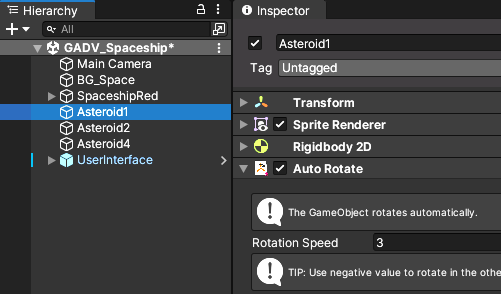 Hierarchy
All
GADV_Spaceship*
Main Camera
BG_Space
SpaceshipRed
Asteroid1
Asteroid2
Asteroid4
UserInterface
Inspector
Asteroid1
Tag Untagged
Transform
Sprite Renderer
Rigidbody 2D
Auto Rotate
The GameObject rotates automatically.
Rotation Speed 3
TIP: Use negative value to rotate in the othe